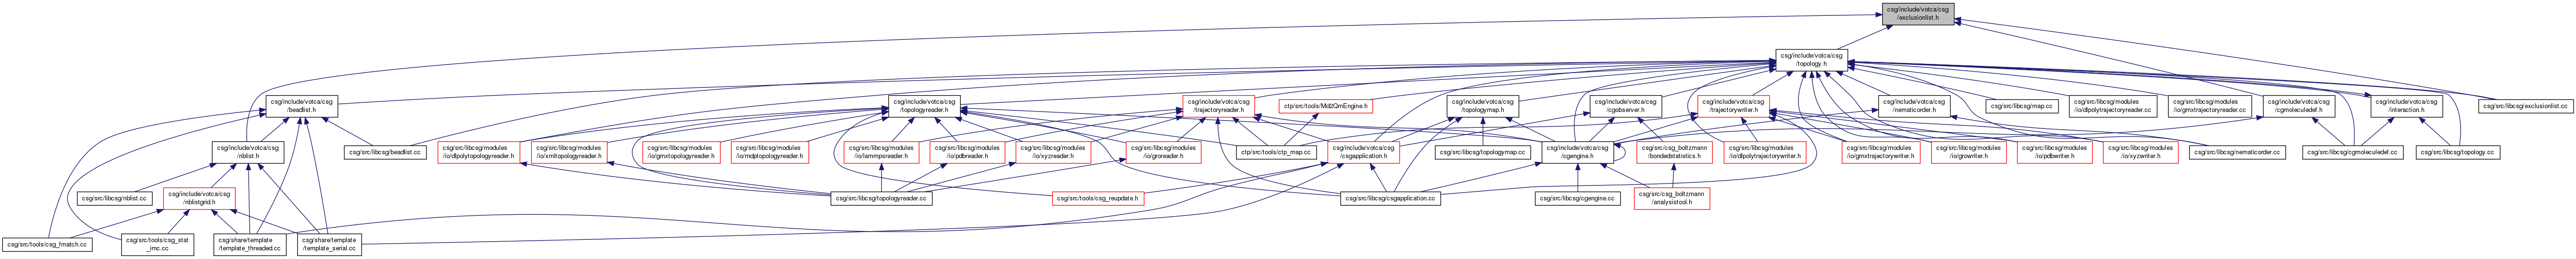 csg/include/votca/csg
/exclusionlist.h
csg/include/votca/csg
/topology.h
csg/include/votca/csg
/beadlist.h
csg/include/votca/csg
/topologyreader.h
csg/include/votca/csg
/trajectoryreader.h
ctp/src/tools/Md2QmEngine.h
csg/include/votca/csg
/topologymap.h
csg/include/votca/csg
/cgobserver.h
csg/include/votca/csg
/trajectorywriter.h
csg/include/votca/csg
/nematicorder.h
csg/src/libcsg/map.cc
csg/src/libcsg/modules
/io/dlpolytrajectoryreader.cc
csg/src/libcsg/modules
/io/gmxtrajectoryreader.cc
csg/include/votca/csg
/cgmoleculedef.h
csg/include/votca/csg
/interaction.h
csg/src/libcsg/exclusionlist.cc
csg/include/votca/csg
/nblist.h
csg/src/libcsg/beadlist.cc
csg/src/libcsg/modules
/io/dlpolytopologyreader.h
csg/src/libcsg/modules
/io/xmltopologyreader.h
csg/src/libcsg/modules
/io/gmxtopologyreader.h
csg/src/libcsg/modules
/io/mdptopologyreader.h
csg/src/libcsg/modules
/io/lammpsreader.h
csg/src/libcsg/modules
/io/pdbreader.h
csg/src/libcsg/modules
/io/xyzreader.h
csg/src/libcsg/modules
/io/groreader.h
ctp/src/tools/ctp_map.cc
csg/include/votca/csg
/csgapplication.h
csg/src/libcsg/topologymap.cc
csg/include/votca/csg
/cgengine.h
csg/src/csg_boltzmann
/bondedstatistics.h
csg/src/libcsg/modules
/io/dlpolytrajectorywriter.h
csg/src/libcsg/modules
/io/gmxtrajectorywriter.h
csg/src/libcsg/modules
/io/growriter.h
csg/src/libcsg/modules
/io/pdbwriter.h
csg/src/libcsg/modules
/io/xyzwriter.h
csg/src/libcsg/nematicorder.cc
csg/src/libcsg/cgmoleculedef.cc
csg/src/libcsg/topology.cc
csg/src/libcsg/nblist.cc
csg/include/votca/csg
/nblistgrid.h
csg/src/libcsg/topologyreader.cc
csg/src/tools/csg_reupdate.h
csg/src/libcsg/csgapplication.cc
csg/src/libcsg/cgengine.cc
csg/src/csg_boltzmann
/analysistool.h
csg/src/tools/csg_fmatch.cc
csg/src/tools/csg_stat
_imc.cc
csg/share/template
/template_threaded.cc
csg/share/template
/template_serial.cc